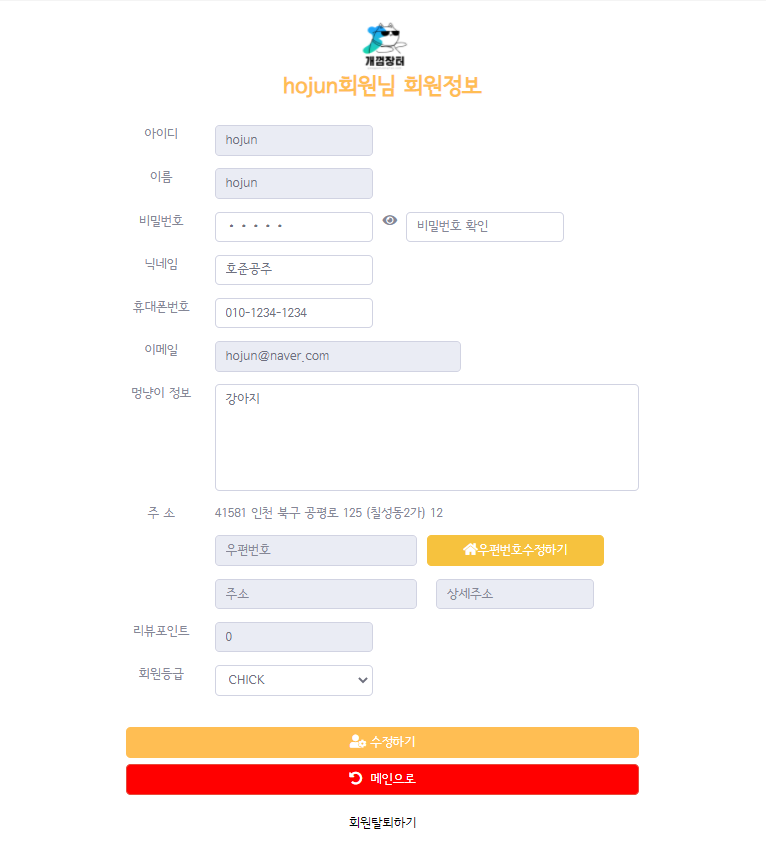 개껌장터
hojun회원님 회원정보
아이디 hojun
이름 hojun
비밀번호 • • • • • 비밀번호 확인
닉네임 호준공주
휴대폰번호 010-1234-1234
이메일 hojun@naver.com
멍냥이 정보 강아지
주 소 41581 인천 북구 공평로 125 (칠성동2가) 12
우편번호 우편번호수정하기
주소 상세주소
리뷰포인트 0
회원등급 CHICK
수정하기
메인으로
회원탈퇴하기